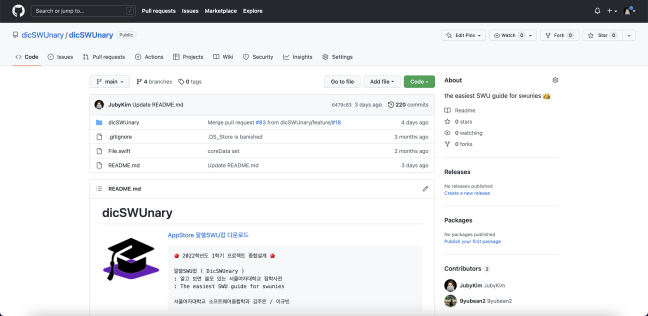 Search or jump to...
/
Pull requests
Issues
Marketplace
Explore
dicSWUnary / dicSWUnary
Public
Edit Pins
Watch 0
Fork 0
Star 0
Code
Issues
Pull requests
Actions
Projects
Wiki
Security
Insights
Settings
main
4 branches
0 tags
Go to file
Add file
Code
JubyKim Update README.md
3 days ago
220 commits
dicSWUnary
Merge pull request #83 from dicSWUnary/feature/#18
4 days ago
.gitignore
.DS_Store is banished
3 months ago
File.swift
coreData set
2 months ago
README.md
Update README.md
3 days ago
README.md
dicSWUnary
AppStore 말씀SWU랍 다운로드
2022학년도 1학기 프로젝트 종합설계
말씀SWU랍 ( DicSWUnary )
: 알고 보면 쓸모 있는 서울여자대학교 잡학사전
: The easiest SWU guide for swunies
서울여자대학교 소프트웨어융합학과 김주은 / 이규빈
About
the easiest SWU guide for swunies
Readme
0 stars
0 watching
0 forks
Releases
No releases published
Create a new release
Packages
No packages published
Publish your first package
Contributors 2
JubyKim JubyKim
9yubean2 9yubean2